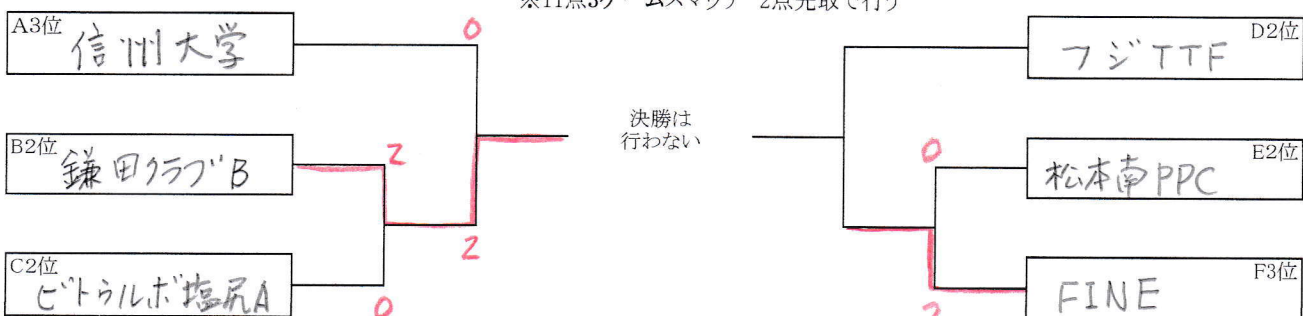 ※11点3ゲームズマッチ 2点先取で行う
A3位 信州大学
0
D2位 フジTTF
決勝は
行わない
B2位 鎌田クラブB
2
0
E2位 松本南PPC
2
C2位 ビトゥルボ塩尻A
0
2
F3位 FINE